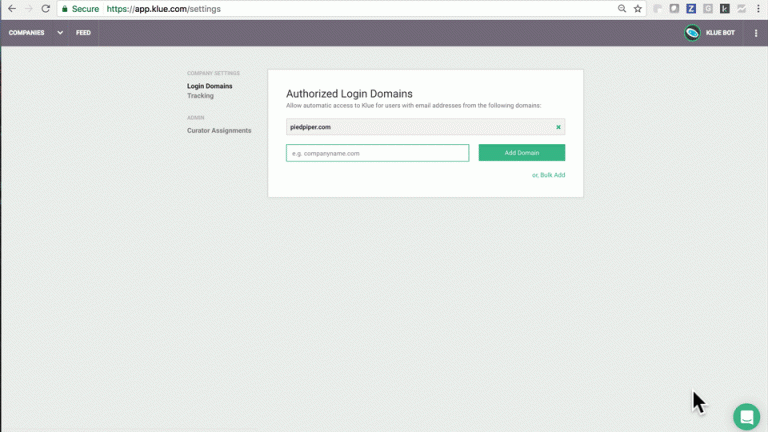 Secure https://app.klue.com/settings
COMPANIES FEED KLUE BOT
COMPANY SETTINGS
Login Domains
Tracking
ADMIN
Curator Assignments
Authorized Login Domains
Allow automatic access to Klue for users with email addresses from the following domains:
piedpiper.com
e.g. companyname.com Add Domain
or, Bulk Add